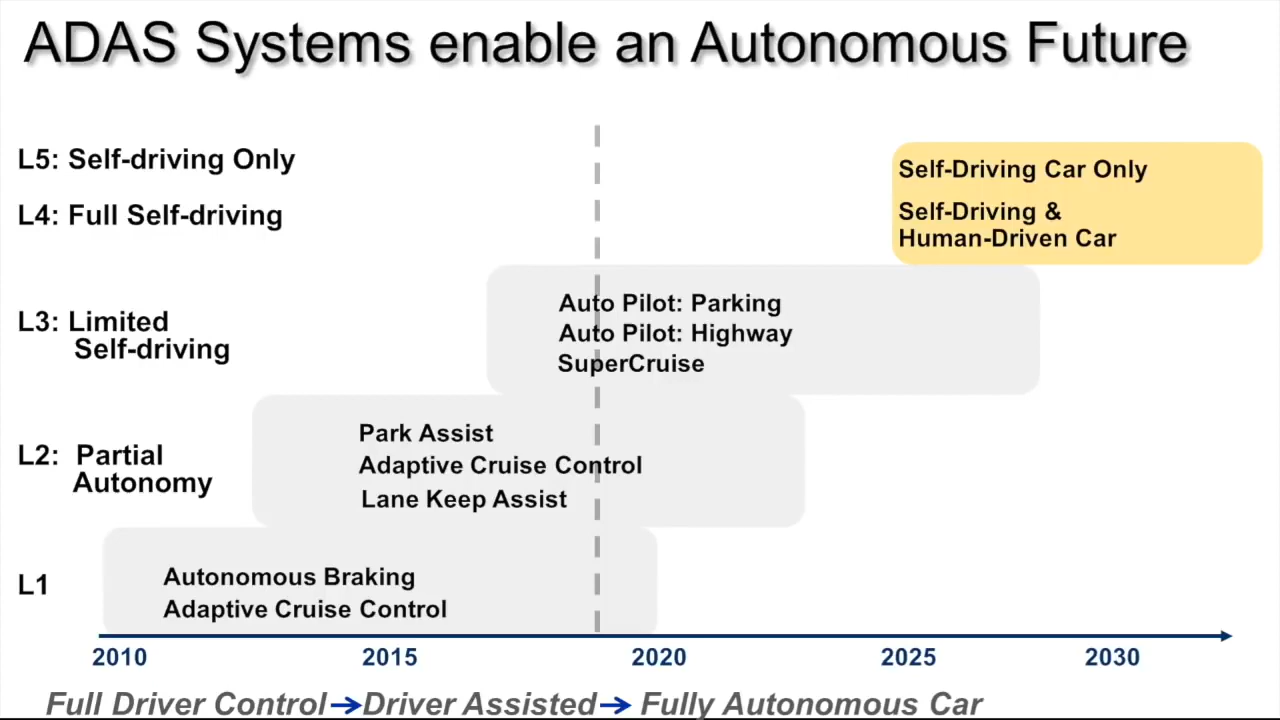 ADAS Systems enable an Autonomous Future
L5: Self-driving Only
L4: Full Self-driving
Self-Driving Car Only
Self-Driving &
Human-Driven Car
L3: Limited
Self-driving
Auto Pilot: Parking
Auto Pilot: Highway
SuperCruise
L2: Partial
Autonomy
Park Assist
Adaptive Cruise Control
Lane Keep Assist
L1
Autonomous Braking
Adaptive Cruise Control
2010 2015 2020 2025 2030
Full Driver Control→Driver Assisted→ Fully Autonomous Car